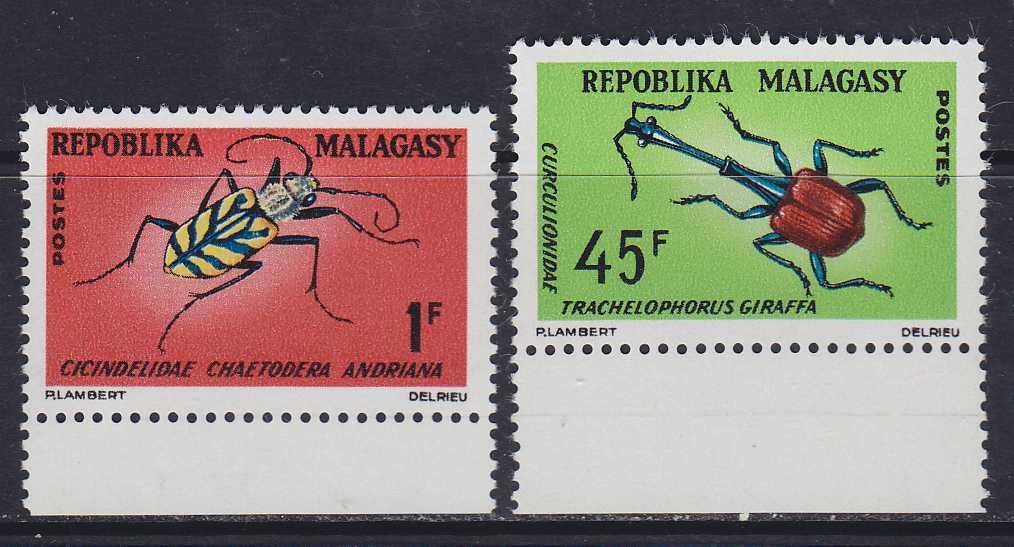 REPOBLIKA MALAGASY
POSTES
1F
CICINDELIDAE CHAETODERA ANDRIANA
P.LAMBERT DELRIEU
REPOBLIKA MALAGASY
POSTES
CURCULIONIDAE
45F
TRACHELOPHORUS GIRAFFA
P.LAMBERT DELRIEU